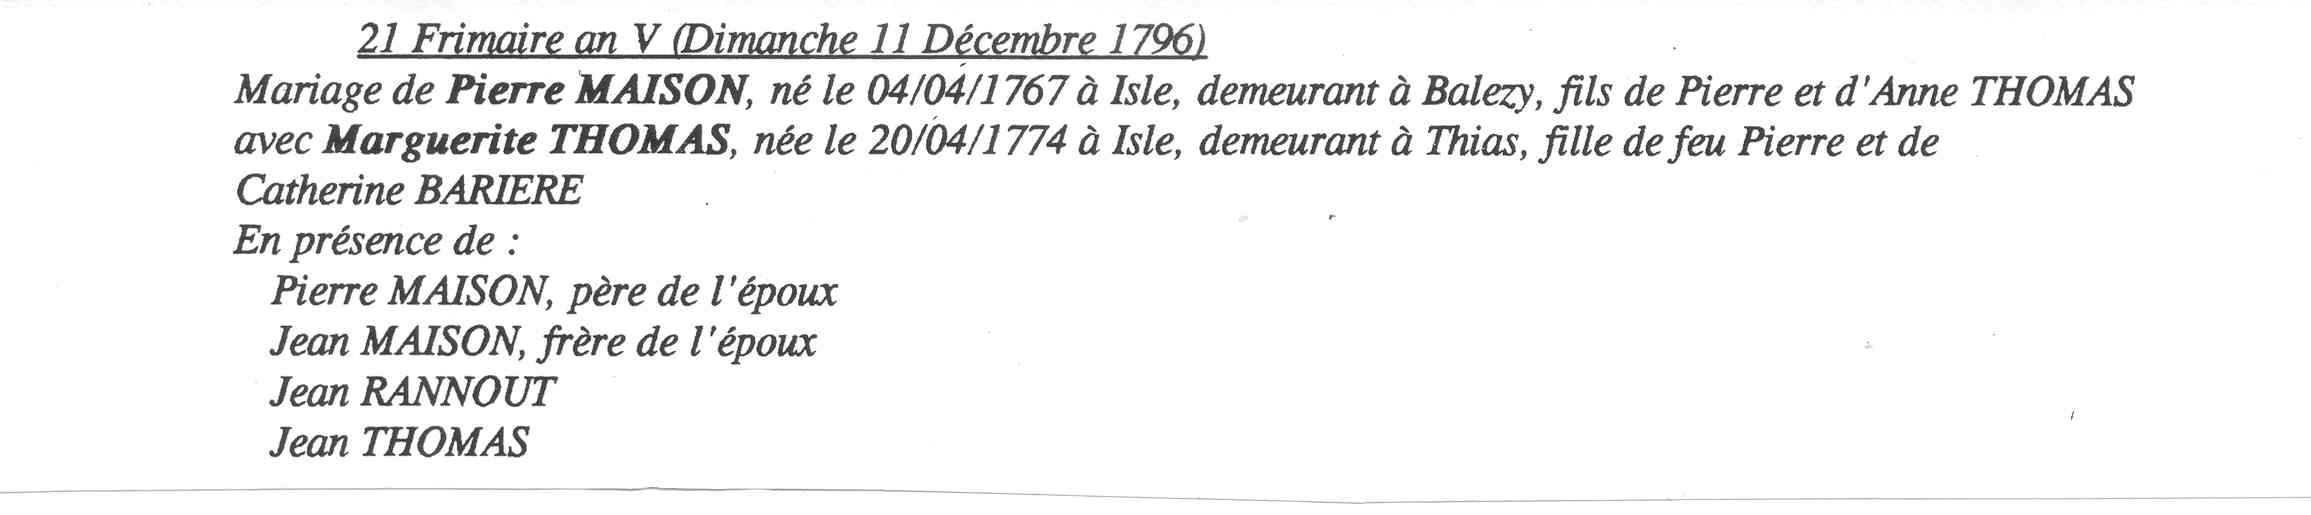 21 Frimaire an V (Dimanche 11 Décembre 1796)
Mariage de Pierre MAISON, né le 04/04/1767 à Isle, demeurant à Balezy, fils de Pierre et d'Anne THOMAS
avec Marguerite THOMAS, née le 20/04/1774 à Isle, demeurant à Thias, fille de feu Pierre et de
Catherine BARIERE
En présence de :
Pierre MAISON, père de l'époux
Jean MAISON, frère de l'époux
Jean RANNOUT
Jean THOMAS